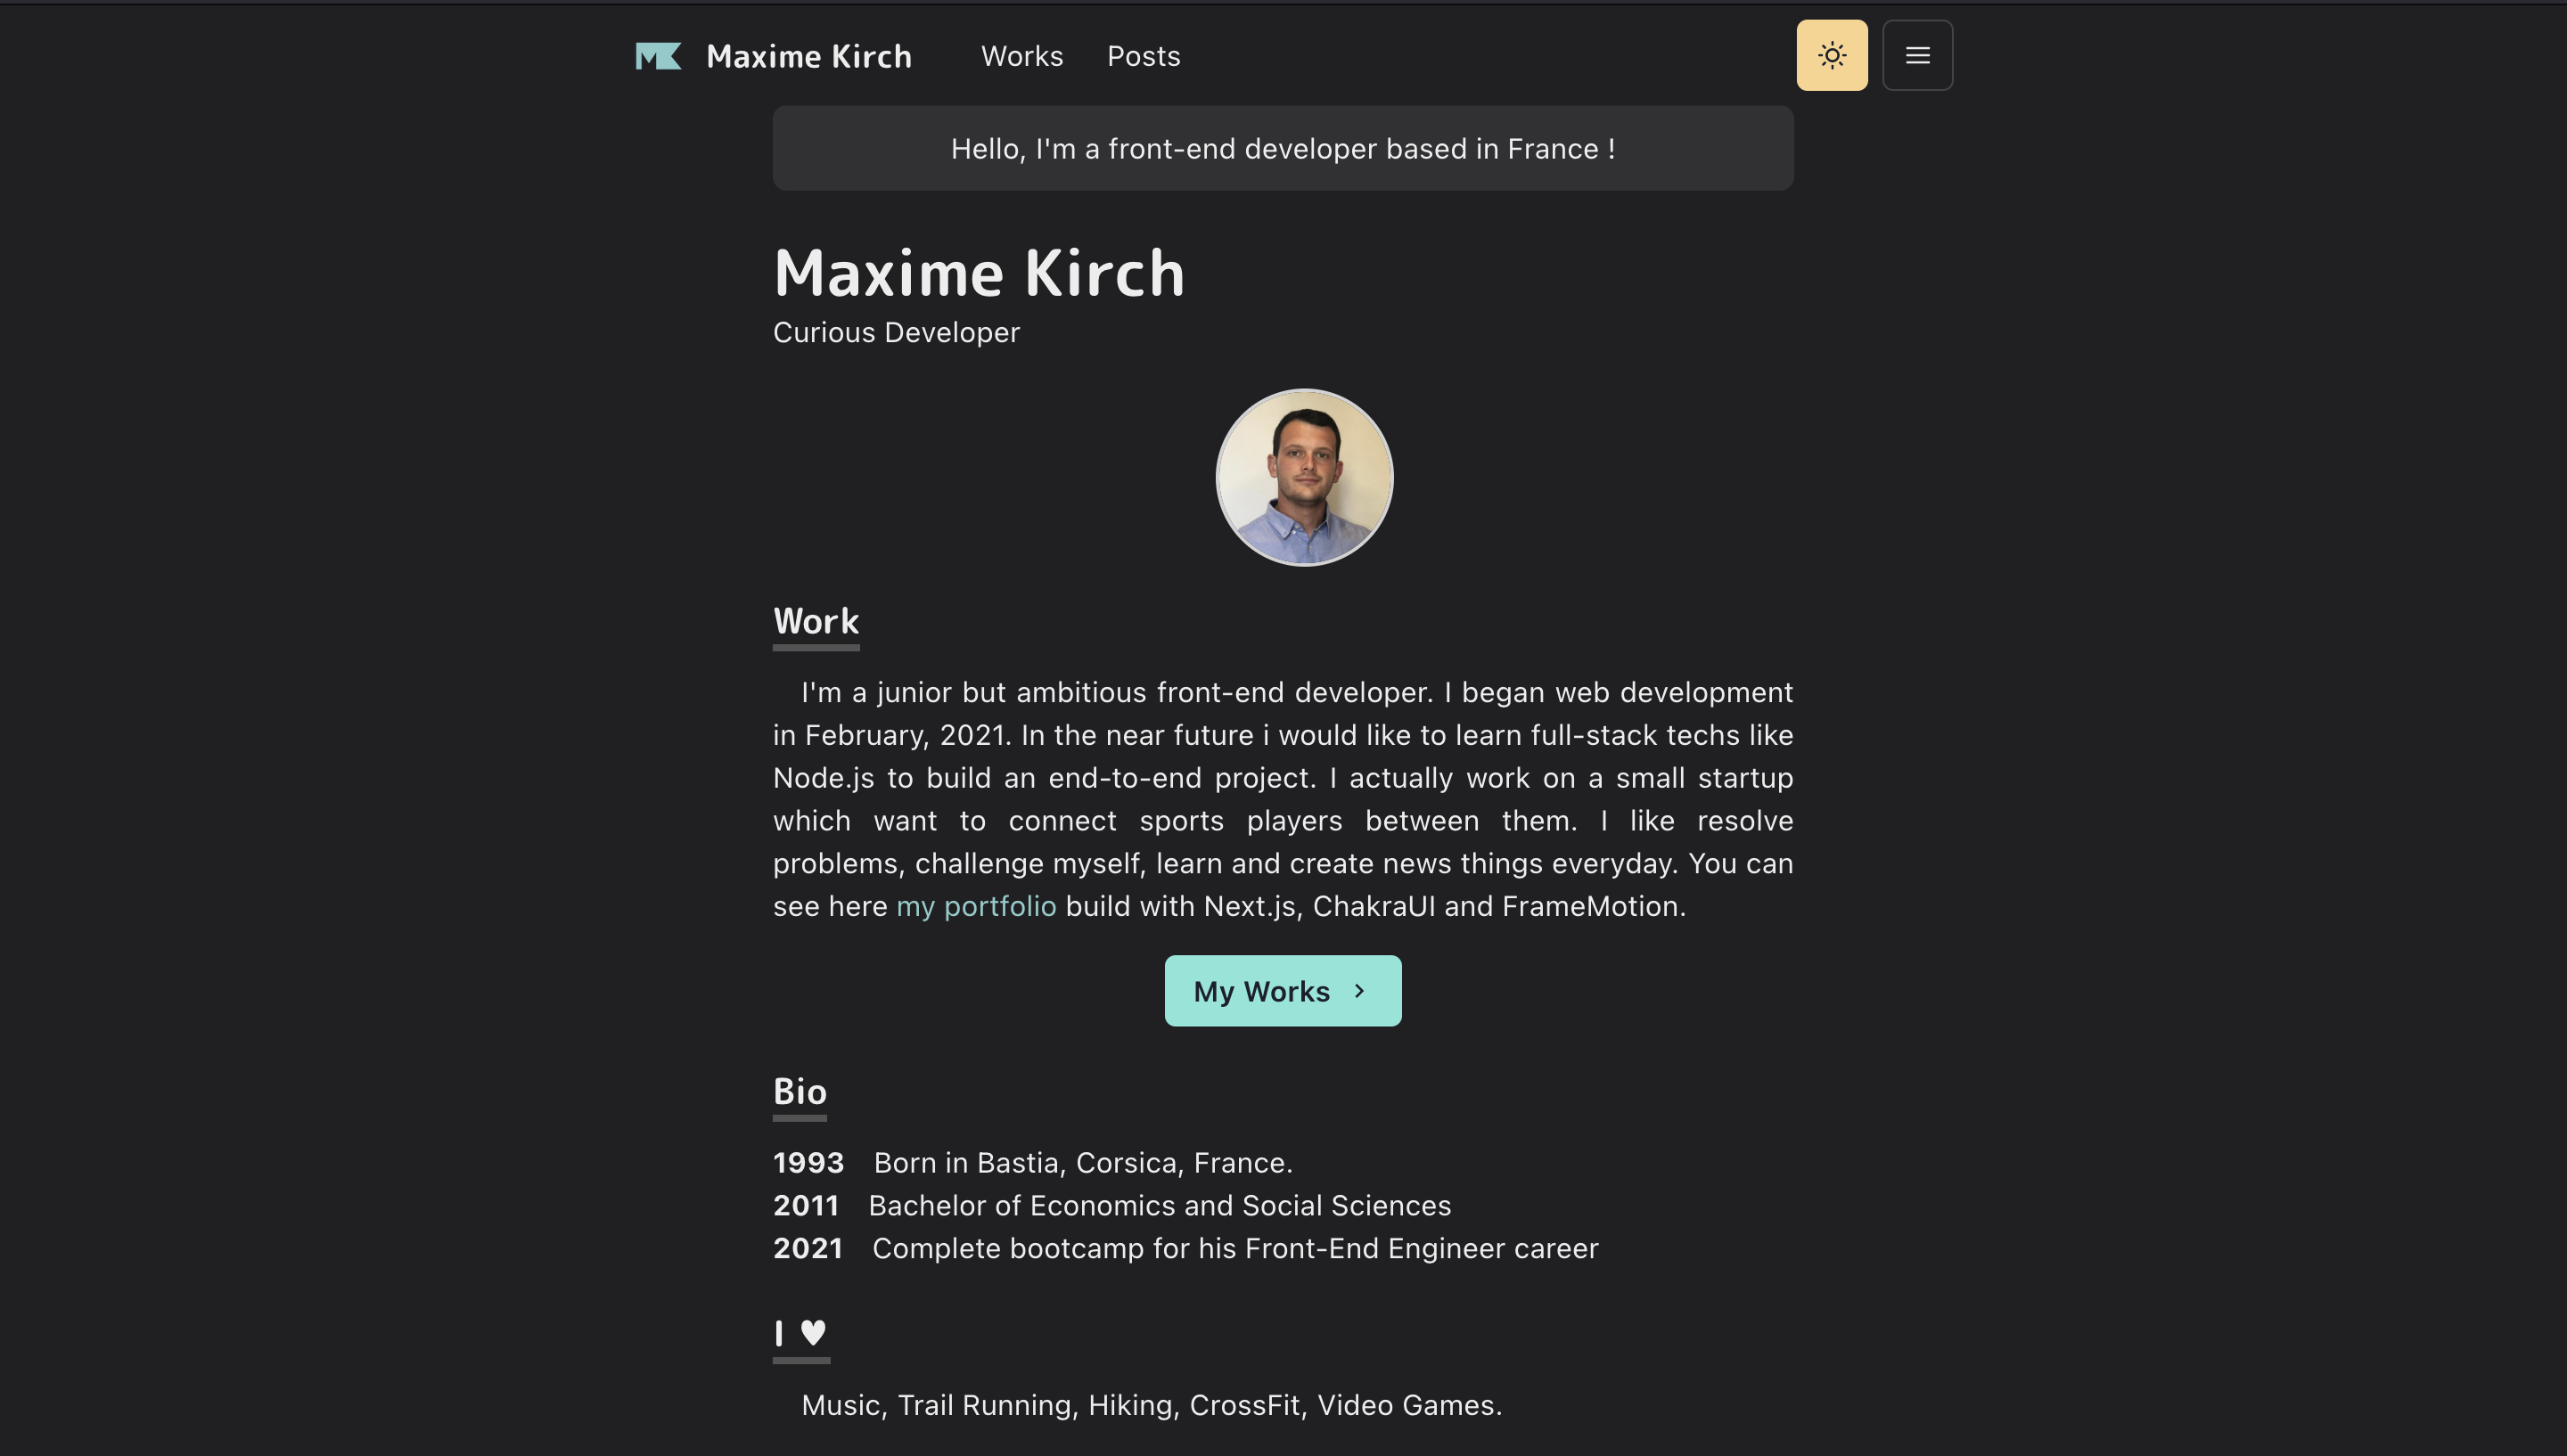 MK Maxime Kirch Works Posts
Hello, I'm a front-end developer based in France !
Maxime Kirch
Curious Developer
Work
I'm a junior but ambitious front-end developer. I began web development
in February, 2021. In the near future i would like to learn full-stack techs like
Node.js to build an end-to-end project. I actually work on a small startup
which want to connect sports players between them. I like resolve
problems, challenge myself, learn and create news things everyday. You can
see here my portfolio build with Next.js, ChakraUI and FrameMotion.
My Works
Bio
1993 Born in Bastia, Corsica, France.
2011 Bachelor of Economics and Social Sciences
2021 Complete bootcamp for his Front-End Engineer career
I ♥
Music, Trail Running, Hiking, CrossFit, Video Games.